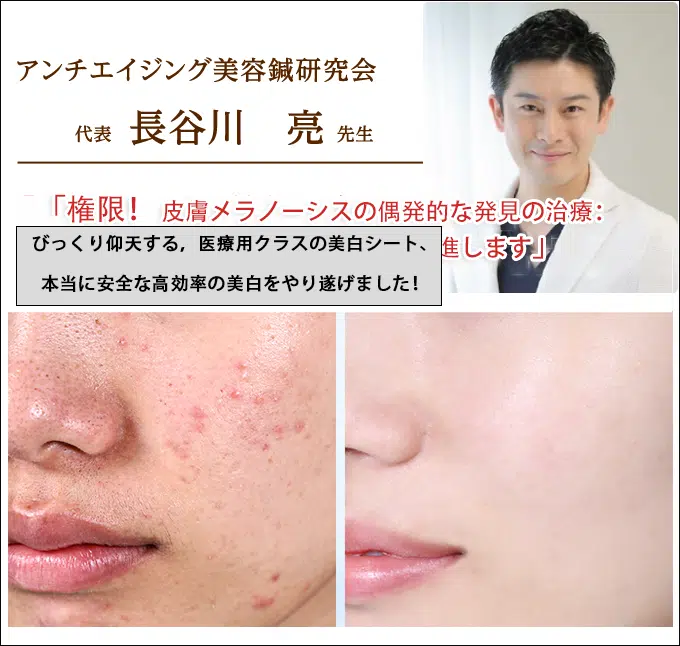 アンチエイジング美容鍼研究会
代表 長谷川 亮 先生
「権限！ 皮膚メラノーシスの偶発的な発見の治療:
進します」
びっくり仰天する，医療用クラスの美白シート、
本当に安全な高効率の美白をやり遂げました！